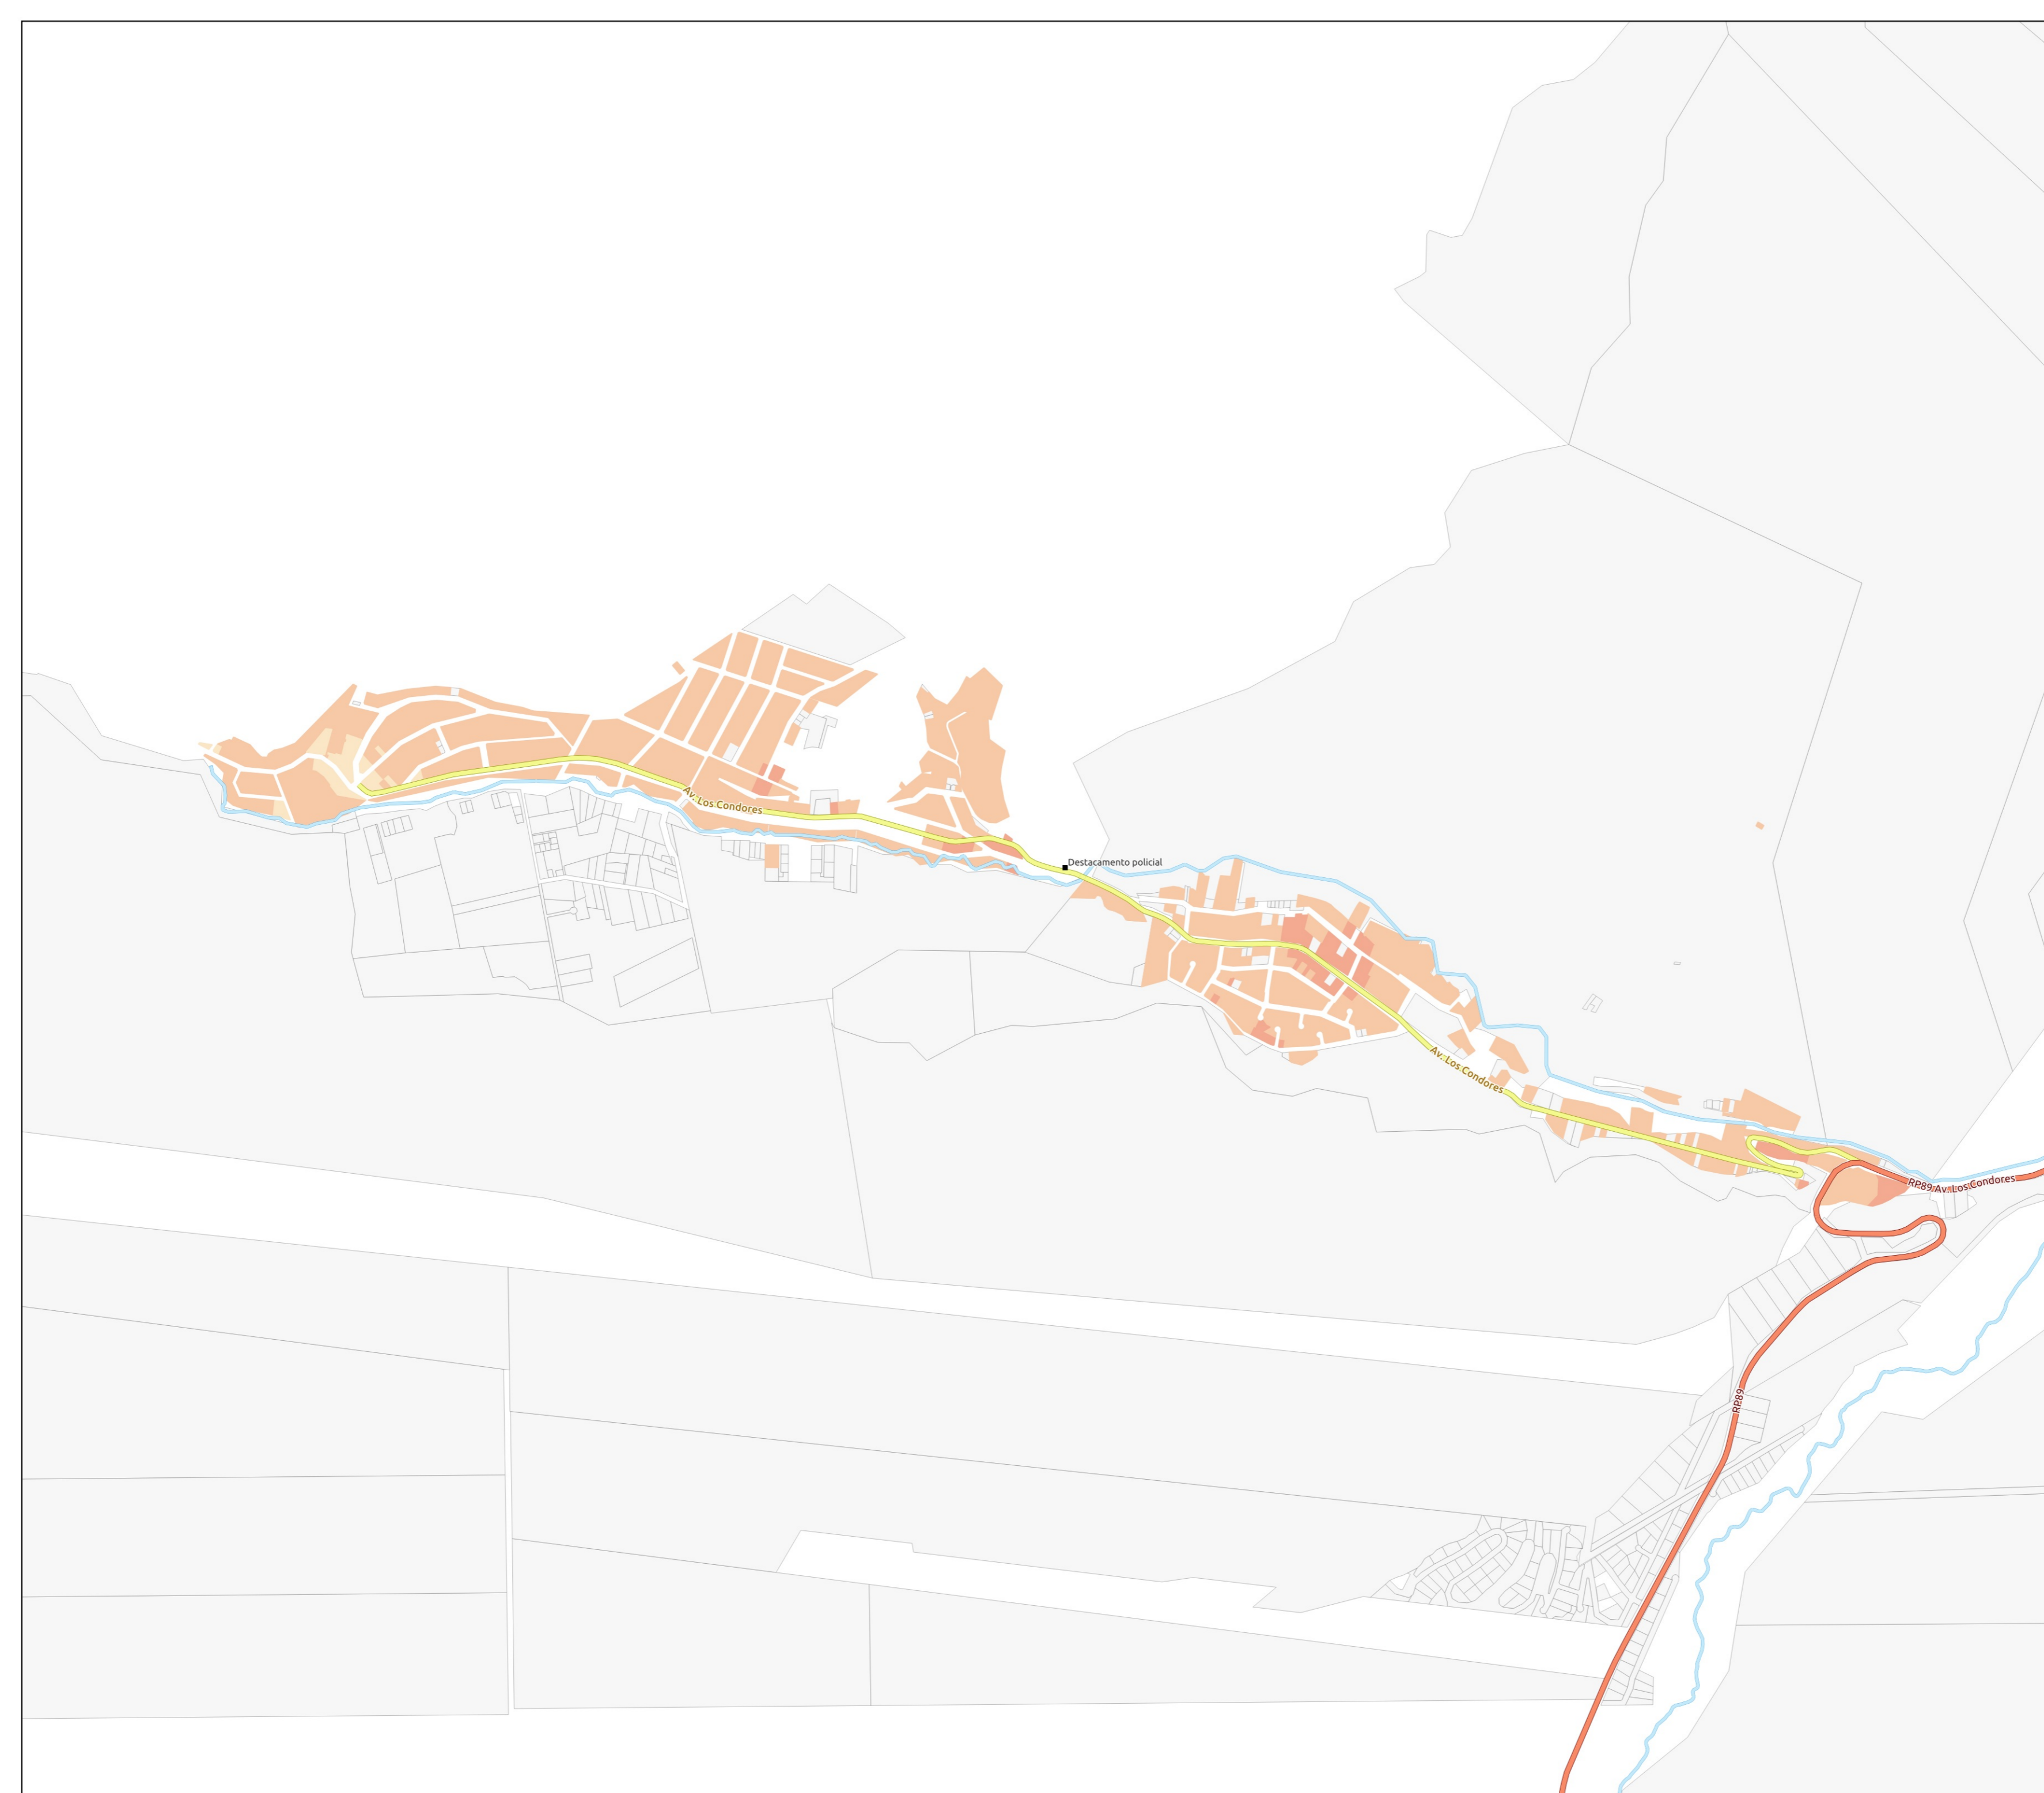 Av. Los Condores
Destacamento policial
Av. Los Condores
RP89 Av. Los Condores
RP89